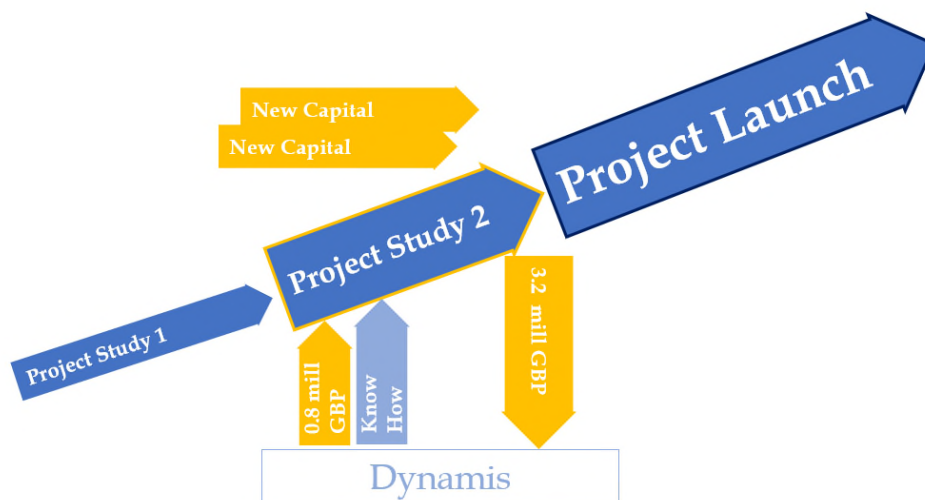 Project Launch
New Capital
New Capital
Project Study 2
Project Study 1
0.8 mill
GBP
Know
How
3.2 mill GBP
Dynamis